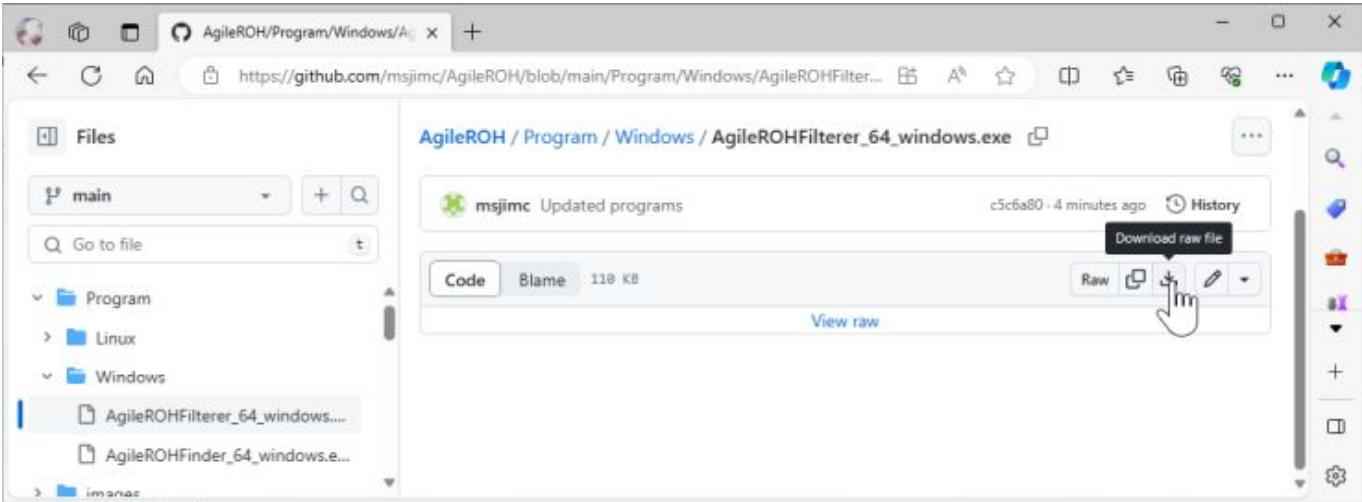 AgileROH/Program/Windows/Ag
https://github.com/msjimc/AgileROH/blob/main/Program/Windows/AgileROHFilter...
Files
main
Go to file
t
Program
Linux
Windows
AgileROHFilterer_64_windows....
AgileROHFinder_64_windows.e...
images
AgileROH / Program / Windows / AgileROHFilterer_64_windows.exe
msjimc Updated programs c5c6a80 · 4 minutes ago History
Download raw file
Code Blame 110 KB Raw
View raw